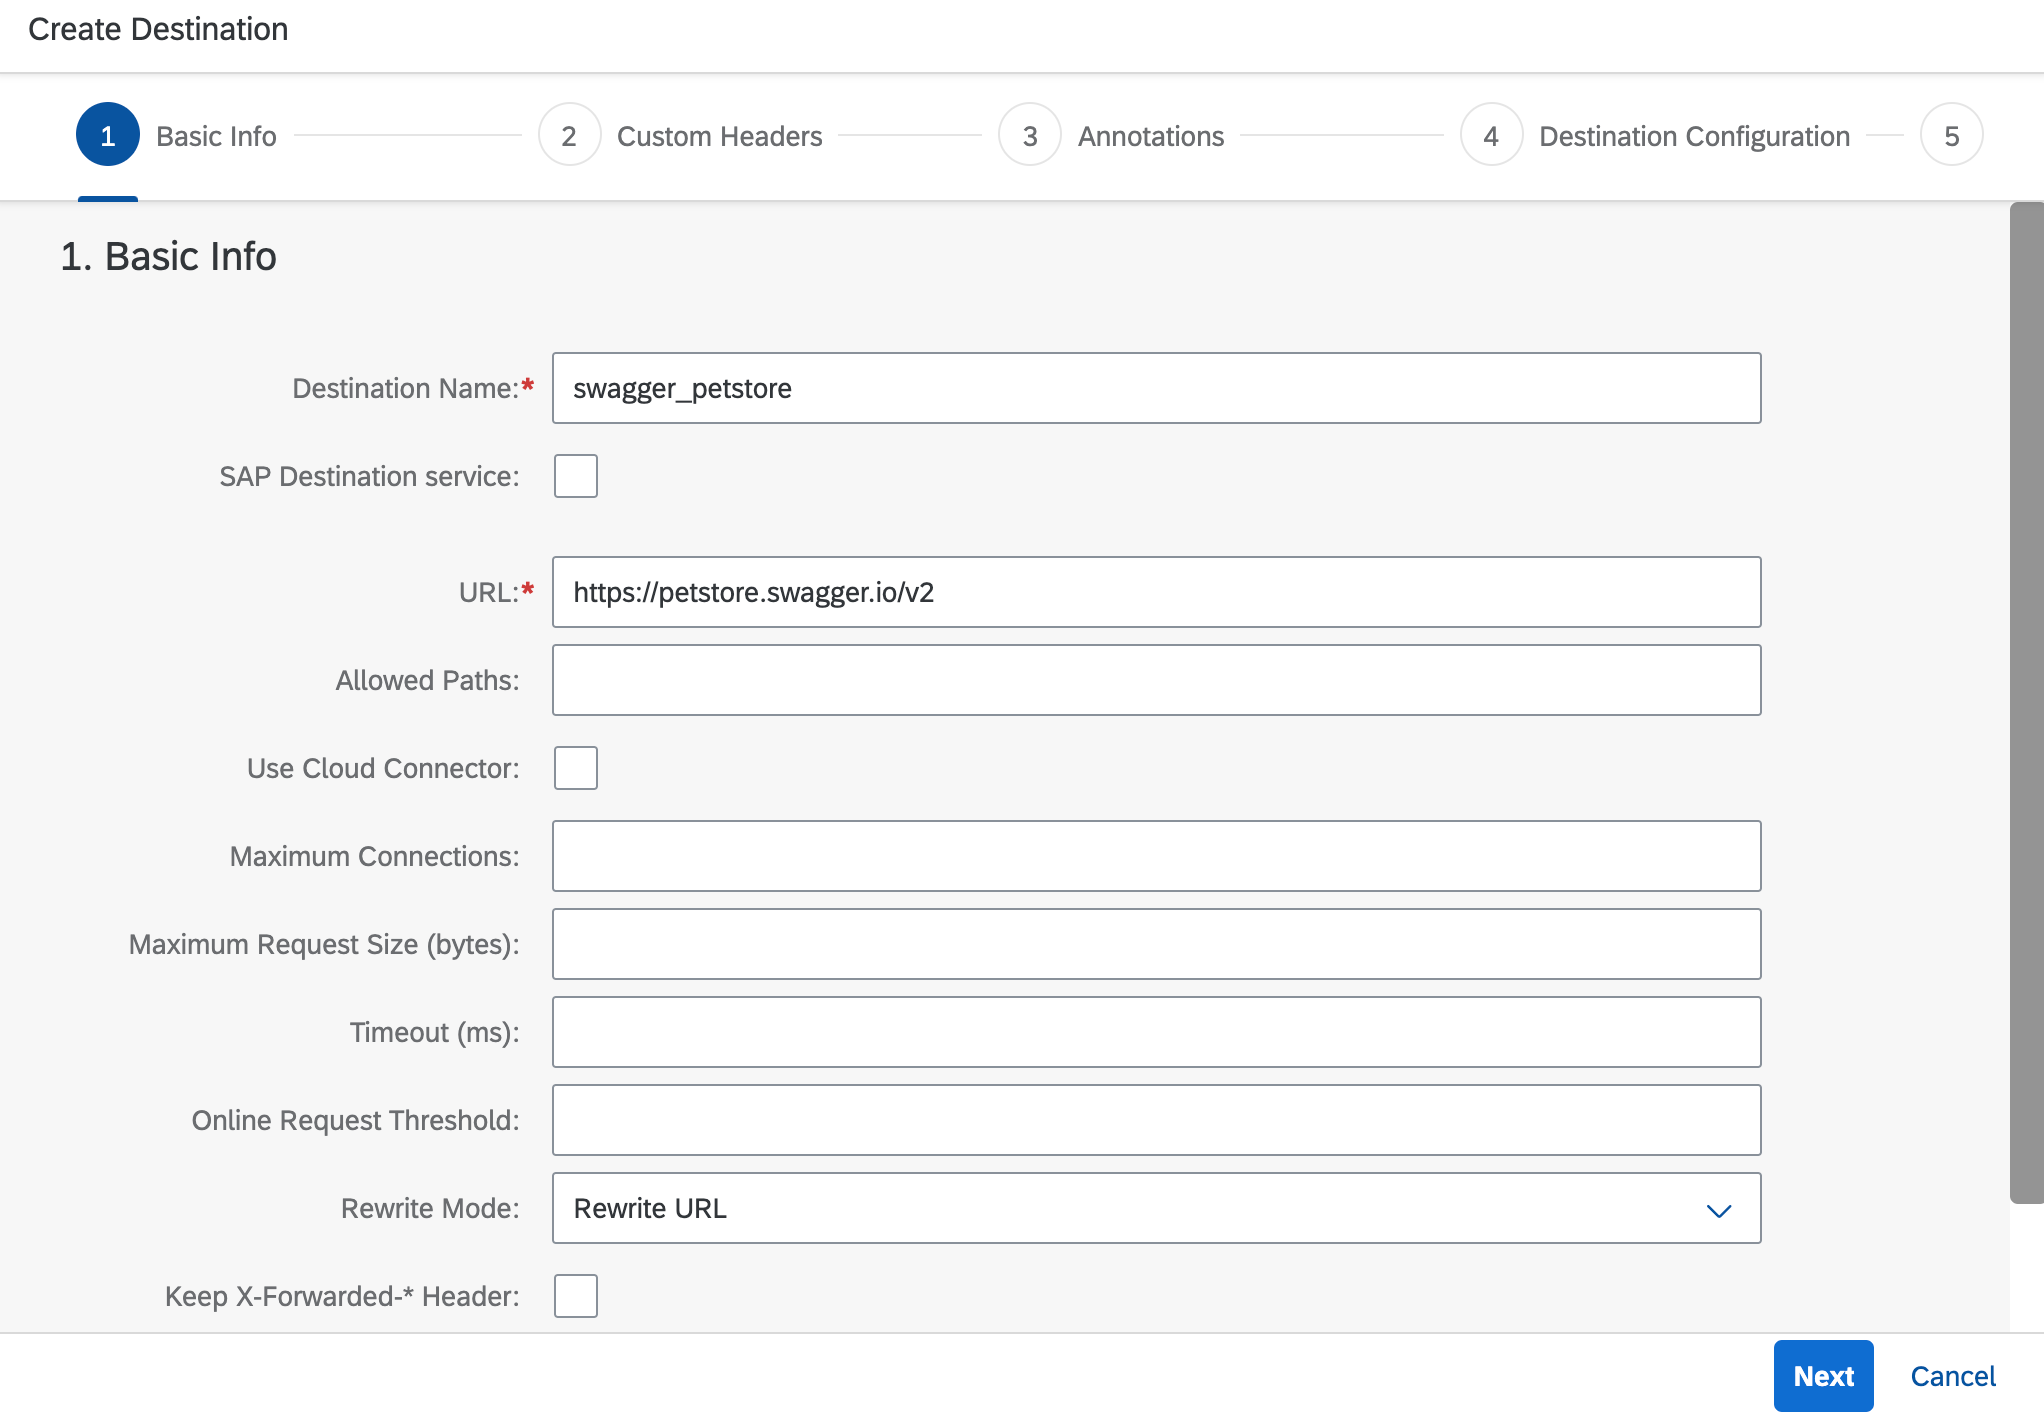 Create Destination
1 Basic Info 2 Custom Headers 3 Annotations 4 Destination Configuration 5
1. Basic Info
Destination Name:* swagger_petstore
SAP Destination service:
URL:* https://petstore.swagger.io/v2
Allowed Paths:
Use Cloud Connector:
Maximum Connections:
Maximum Request Size (bytes):
Timeout (ms):
Online Request Threshold:
Rewrite Mode: Rewrite URL
Keep X-Forwarded-* Header:
Next Cancel